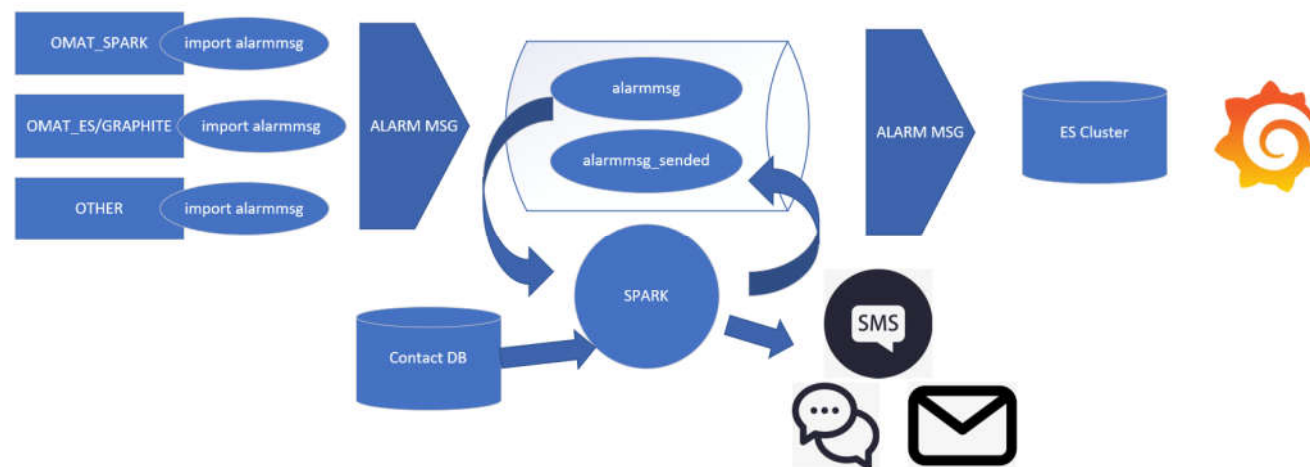 OMAT_SPARK
import alarmmsg
OMAT_ES/GRAPHITE
import alarmmsg
OTHER
import alarmmsg
ALARM MSG
alarmmsg
alarmmsg_sended
SPARK
Contact DB
ALARM MSG
ES Cluster
SMS